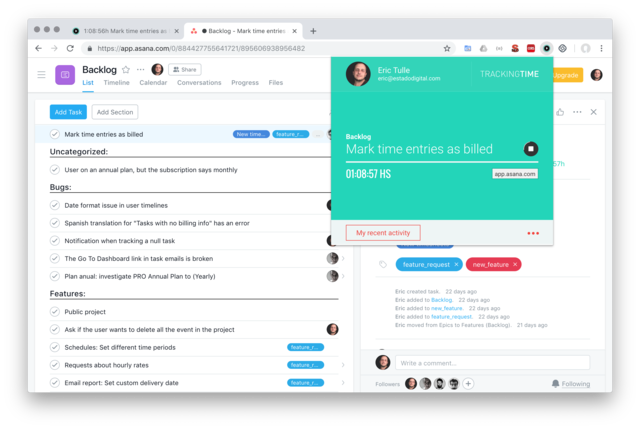 1:08:56h Mark time entries as
Backlog - Mark time entries
https://app.asana.com/0/884427755641721/895606938956482
Backlog
Share
Upgrade
List
Timeline
Calendar
Conversations
Progress
Files
Eric Tulle
eric@estadodigital.com
TRACKINGTIME
Backlog
Mark time entries as billed
01:08:57 HS
app.asana.com
My recent activity
Add Task
Add Section
Mark time entries as billed
New time...
feature_r...
...
Uncategorized:
User on an annual plan, but the subscription says monthly
Bugs:
Date format issue in user timelines
Spanish translation for "Tasks with no billing info" has an error
Notification when tracking a null task
The Go To Dashboard link in task emails is broken
Plan anual: investigate PRO Annual Plan to (Yearly)
Features:
Public project
Ask if the user wants to delete all the event in the project
Schedules: Set different time periods
feature_r...
Requests about hourly rates
feature_r...
Email report: Set custom delivery date
feature_r...
57h
feature_request
new_feature
Eric created task. 22 days ago
Eric added to Backlog. 22 days ago
Eric added to new_feature. 22 days ago
Eric added to feature_request. 22 days ago
Eric moved from Epics to Features (Backlog). 21 days ago
Write a comment...
Followers
Following